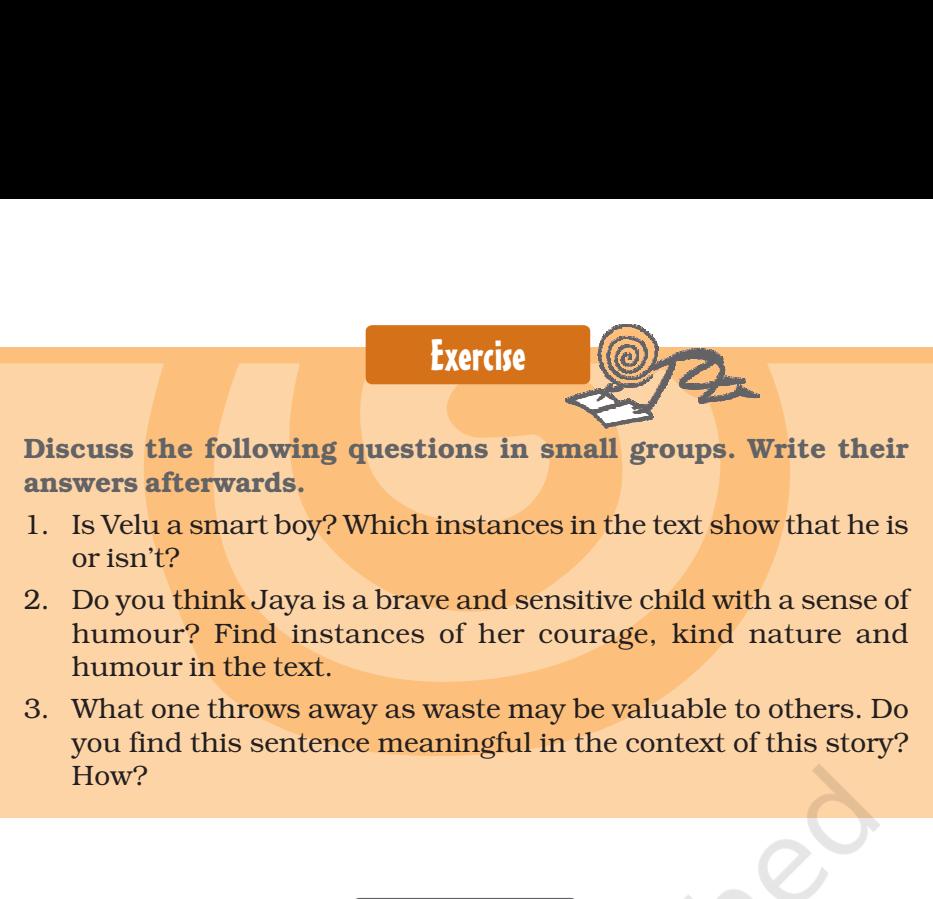 Exercise
Discuss the following questions in small groups. Write their
answers afterwards.
1. Is Velu a smart boy? Which instances in the text show that he is
or isn't?
2. Do you think Jaya is a brave and sensitive child with a sense of
humour? Find instances of her courage, kind nature and
humour in the text.
3. What one throws away as waste may be valuable to others. Do
you find this sentence meaningful in the context of this story?
How?